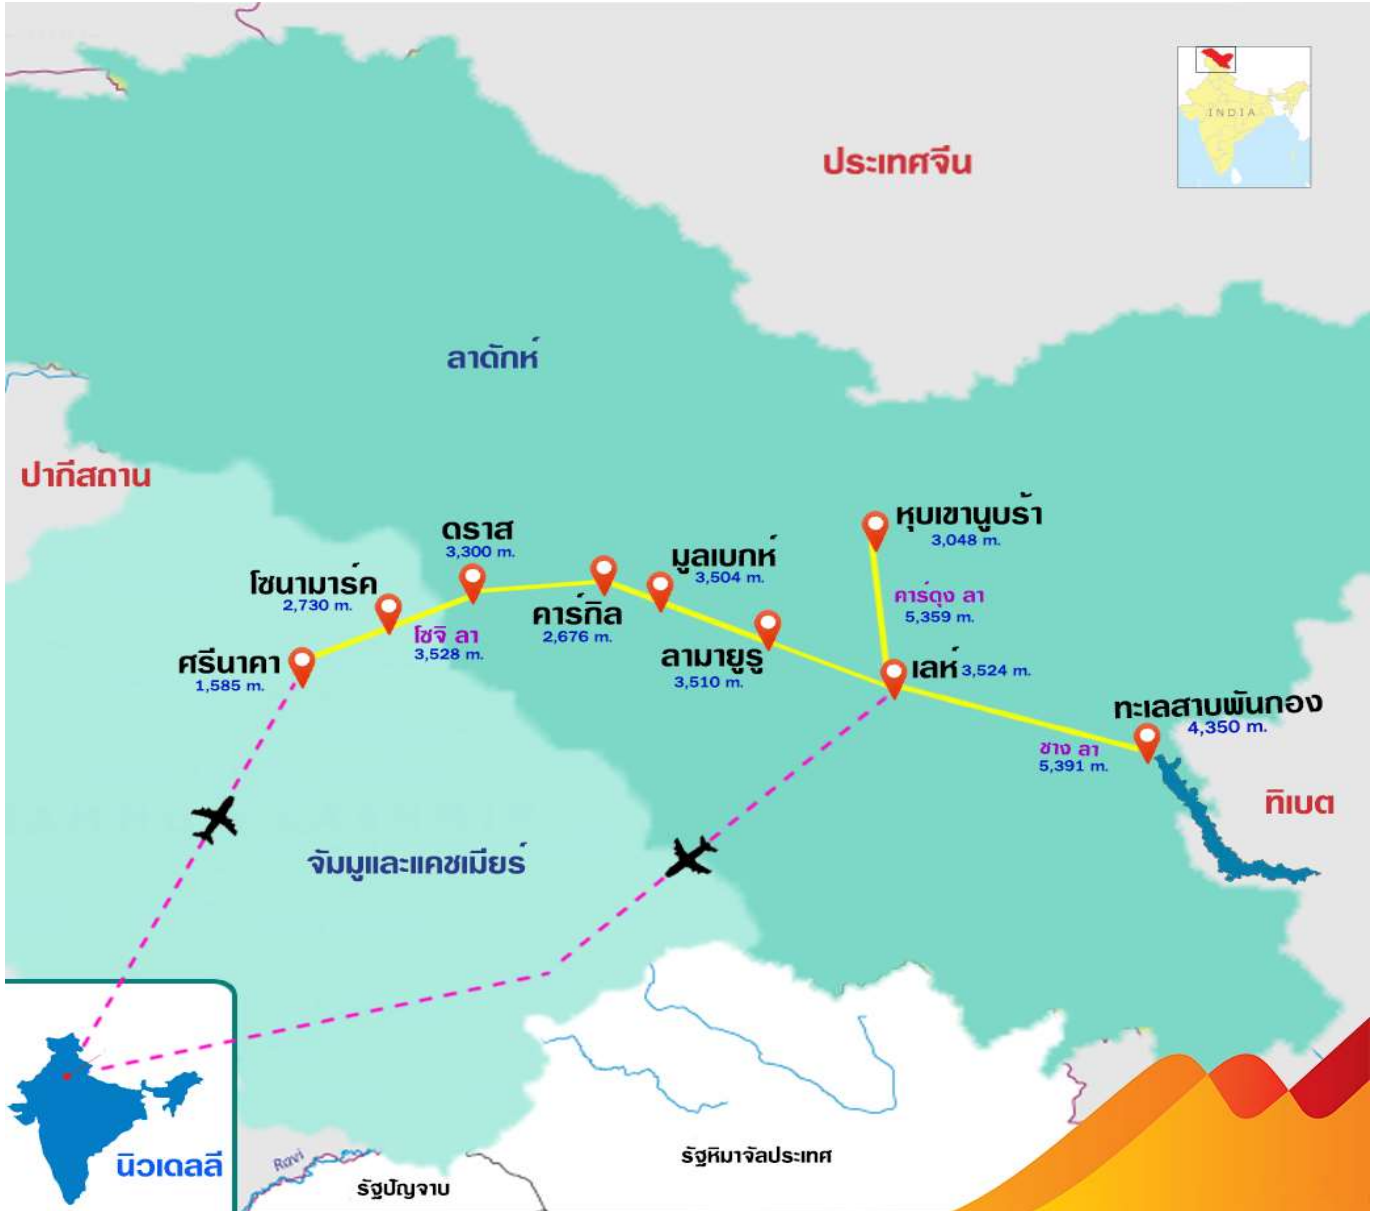 INDIA
ประเทศจีน
ลาดักห์
ปากีสถาน
หุบเขานูบร้า
3,048 m.
ดราส
3,300 m.
มูลเบกห์
3,504 m.
โซนามาร์ค
2,730 m.
คาร์ดุง ลา
5,359 m.
คาร์กิล
2,676 m.
โซจิ ลา
3,528 m.
ศรีนาคา
1,585 m.
ลามายูรู
3,510 m.
เลห์ 3,524 m.
ทะเลสาบพันกอง
4,350 m.
ชาง ลา
5,391 m.
ทิเบต
จัมมูและแคชเมียร์
นิวเดลลี
Ravi
รัฐหิมาจัลประเทศ
รัฐปัญจาบ